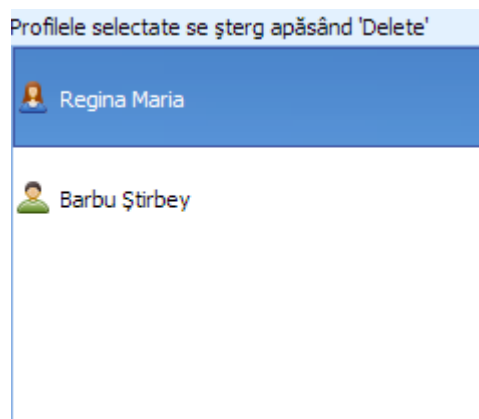 Profilele selectate se şterg apăsând 'Delete'
Regina Maria
Barbu Ştirbey